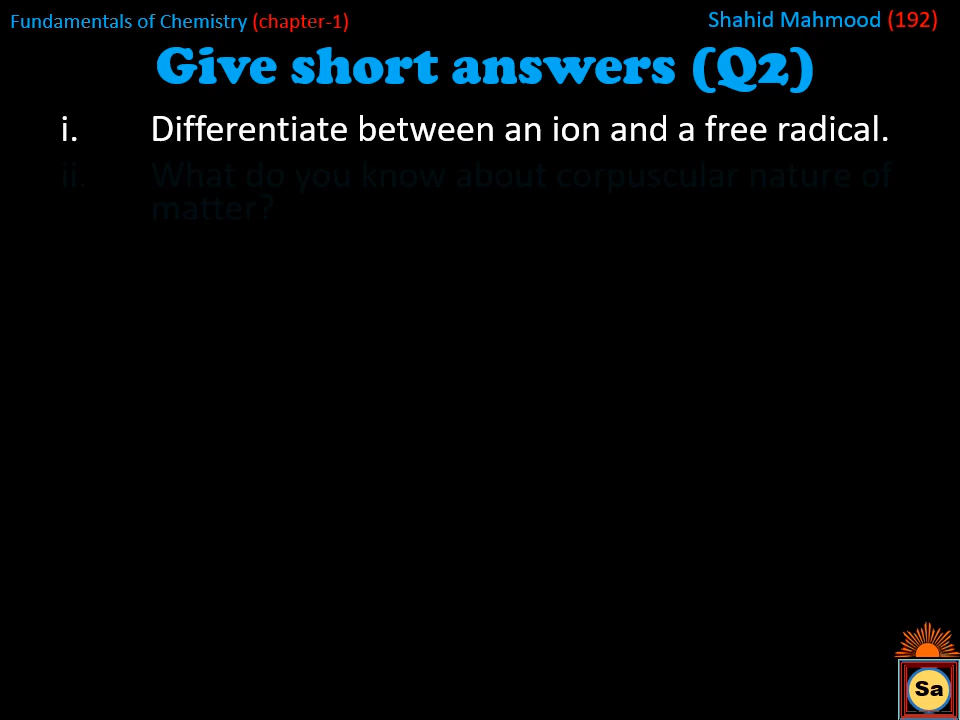 Fundamentals of Chemistry (chapter-1)
Shahid Mahmood (192)
Give short answers (Q2)
i. Differentiate between an ion and a free radical.
ii. What do you know about corpuscular nature of
matter?
Sa